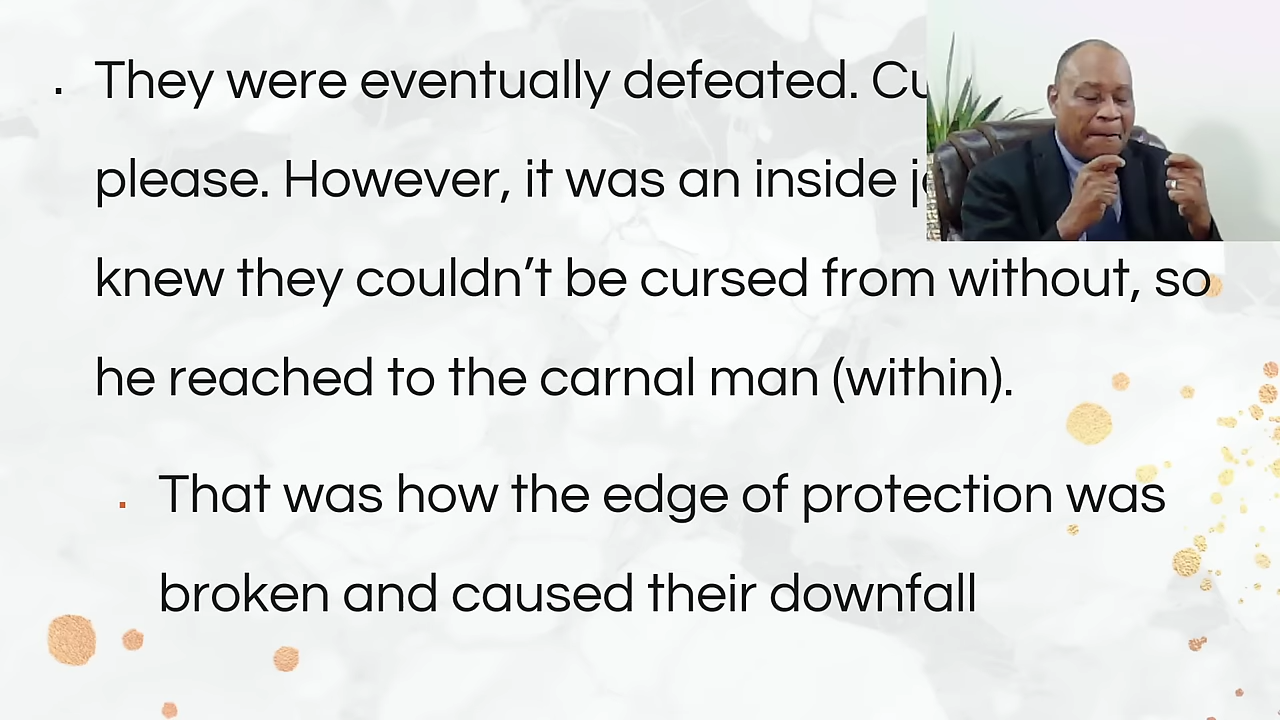 They were eventually defeated.
please. However, it was an inside
knew they couldn’t be cursed from without, so
he reached to the carnal man (within).
That was how the edge of protection was
broken and caused their downfall